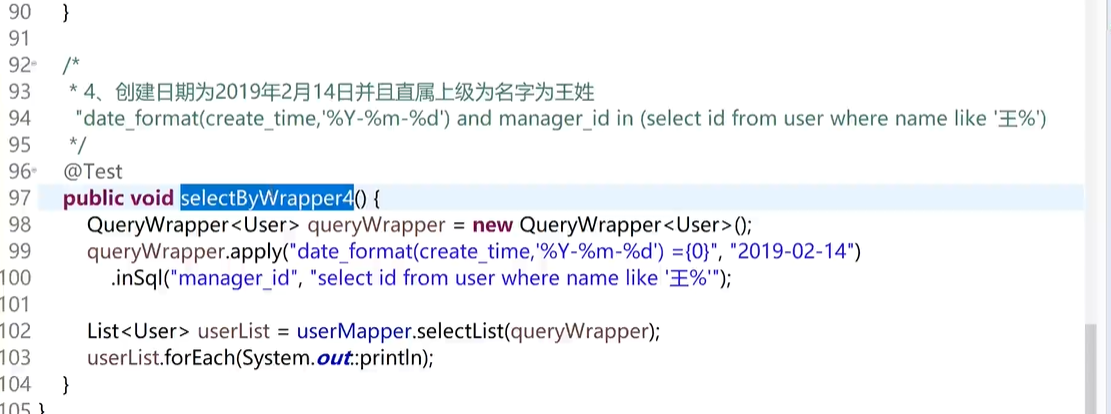 90 }
91
92 /*
93 * 4、创建日期为2019年2月14日并且直属上级为名字为王姓
94 "date_format(create_time,'%Y-%m-%d') and manager_id in (select id from user where name like '王%')
95 */
96 @Test
97 public void selectByWrapper4() {
98 QueryWrapper<User> queryWrapper = new QueryWrapper<User>();
99 queryWrapper.apply("date_format(create_time,'%Y-%m-%d') ={0}", "2019-02-14")
100 .inSql("manager_id", "select id from user where name like '王%'");
101
102 List<User> userList = userMapper.selectList(queryWrapper);
103 userList.forEach(System.out::println);
104 }
105 }